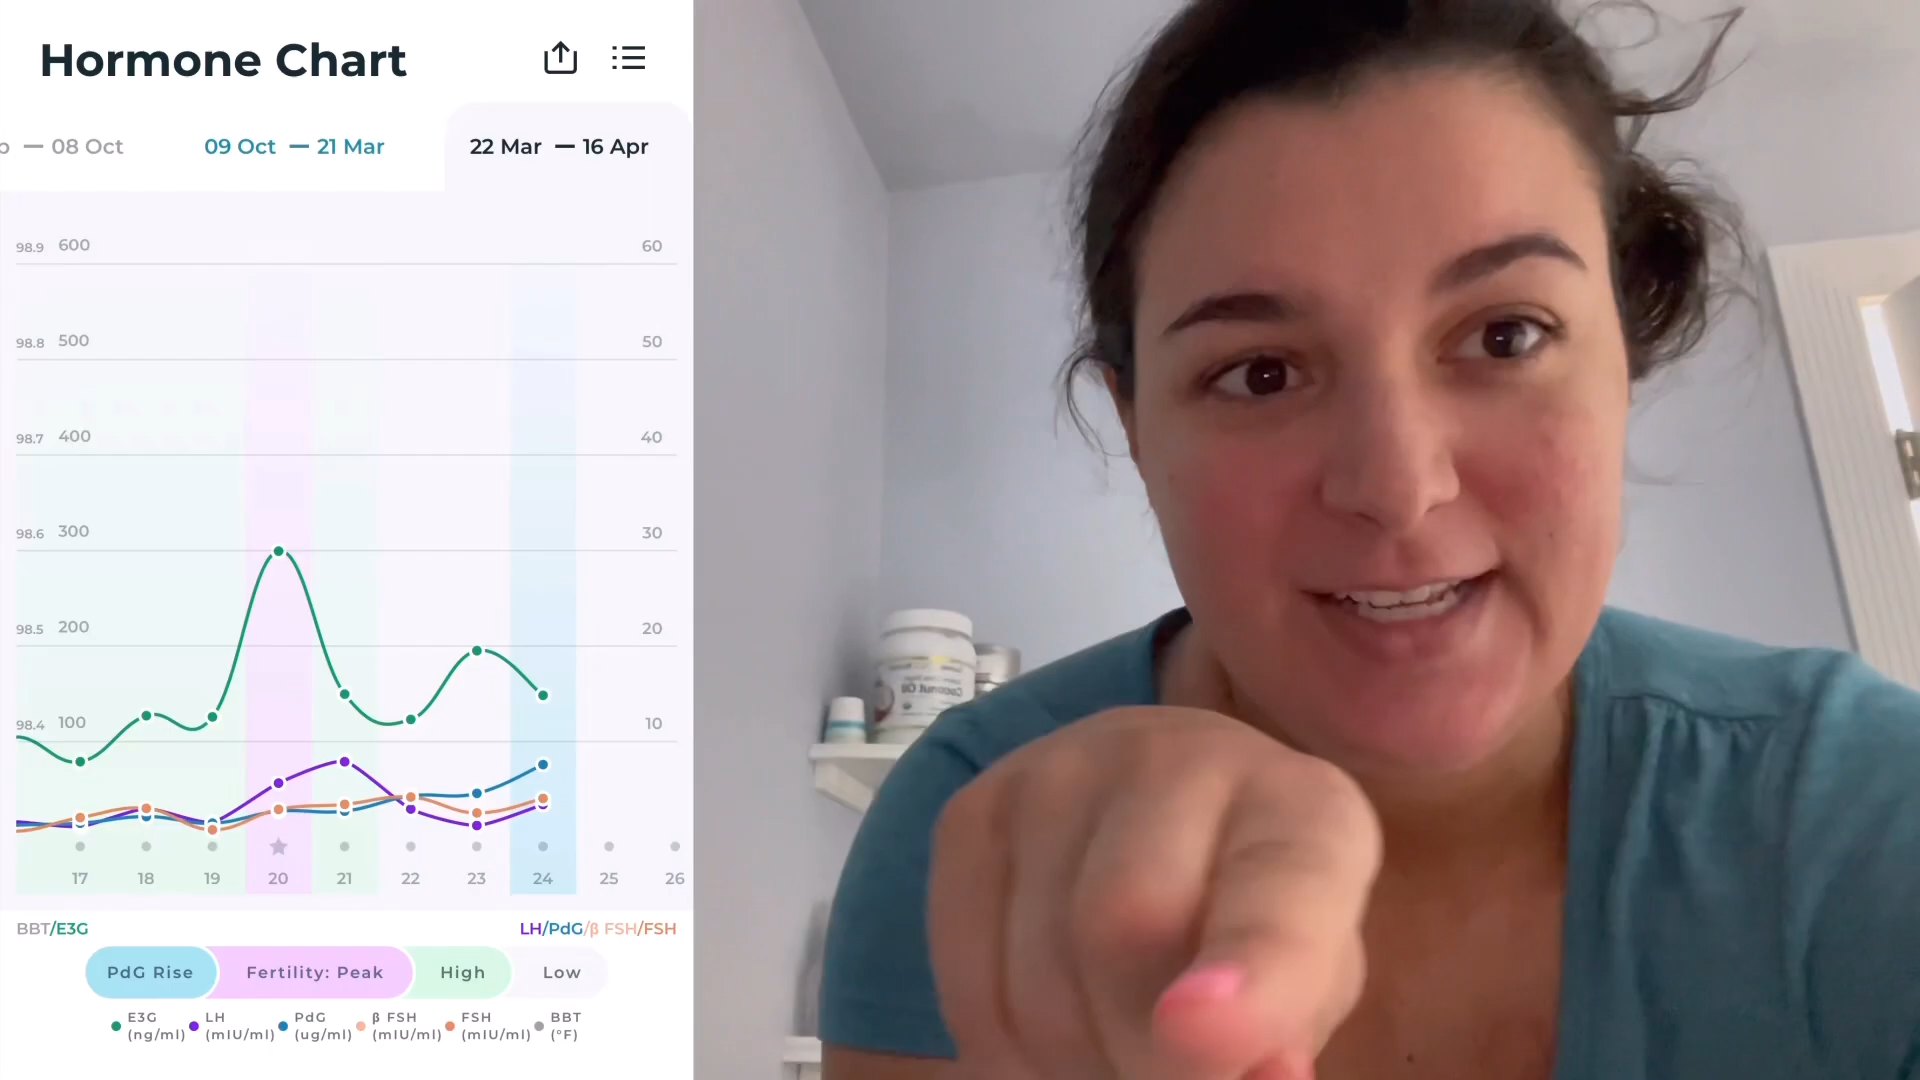 Hormone Chart
— 08 Oct
09 Oct — 21 Mar
22 Mar — 16 Apr
98.9 600 60
98.8 500 50
98.7 400 40
98.6 300 30
98.5 200 20
98.4 100 10
17 18 19 20 21 22 23 24 25 26
BBT/E3G LH/PdG/β FSH/FSH
PdG Rise Fertility: Peak High Low
E3G (ng/ml)
LH (mIU/ml)
PdG (ug/ml)
β FSH (mIU/ml)
FSH (mIU/ml)
BBT (°F)
Coconut Oil